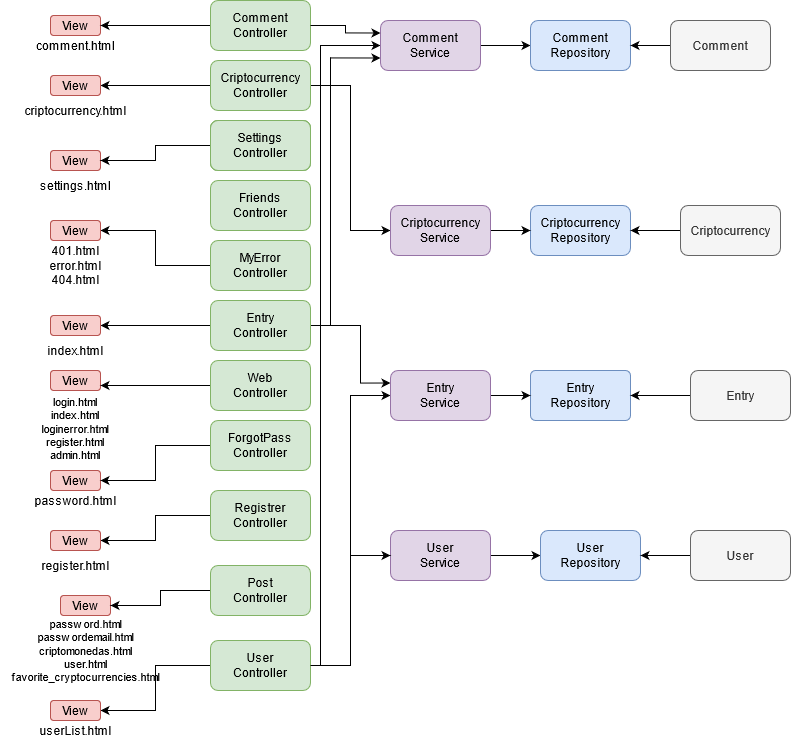 View
comment.html
Comment
Controller
Comment
Service
Comment
Repository
Comment
View
criptocurrency.html
Criptocurrency
Controller
View
settings.html
Settings
Controller
Friends
Controller
Criptocurrency
Service
Criptocurrency
Repository
Criptocurrency
View
401.html
error.html
404.html
MyError
Controller
View
index.html
Entry
Controller
View
login.html
index.html
loginerror.html
register.html
admin.html
Web
Controller
Entry
Service
Entry
Repository
Entry
View
password.html
ForgotPass
Controller
View
register.html
Registrer
Controller
User
Service
User
Repository
User
View
password.html
passwordemail.html
criptomonedas.html
user.html
favorite_cryptocurrencies.html
Post
Controller
View
userList.html
User
Controller